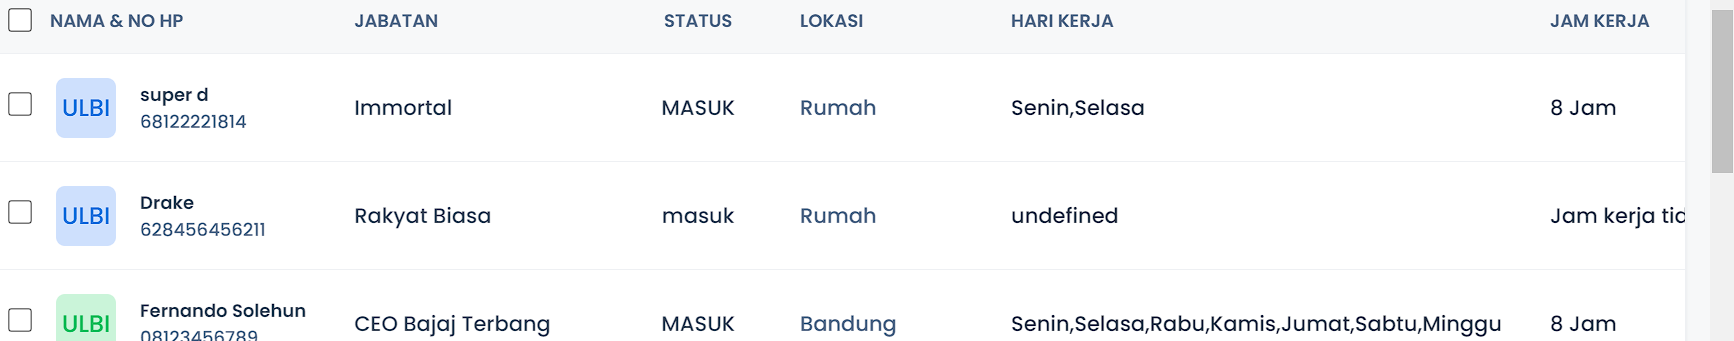 NAMA & NO HP JABATAN STATUS LOKASI HARI KERJA JAM KERJA
ULBI super d Immortal MASUK Rumah Senin,Selasa 8 Jam
68122221814
ULBI Drake Rakyat Biasa masuk Rumah undefined Jam kerja
628456456211
ULBI Fernando Solehun CEO Bajaj Terbang MASUK Bandung Senin,Selasa,Rabu,Kamis,Jumat,Sabtu,Minggu 8 Jam
08123456789